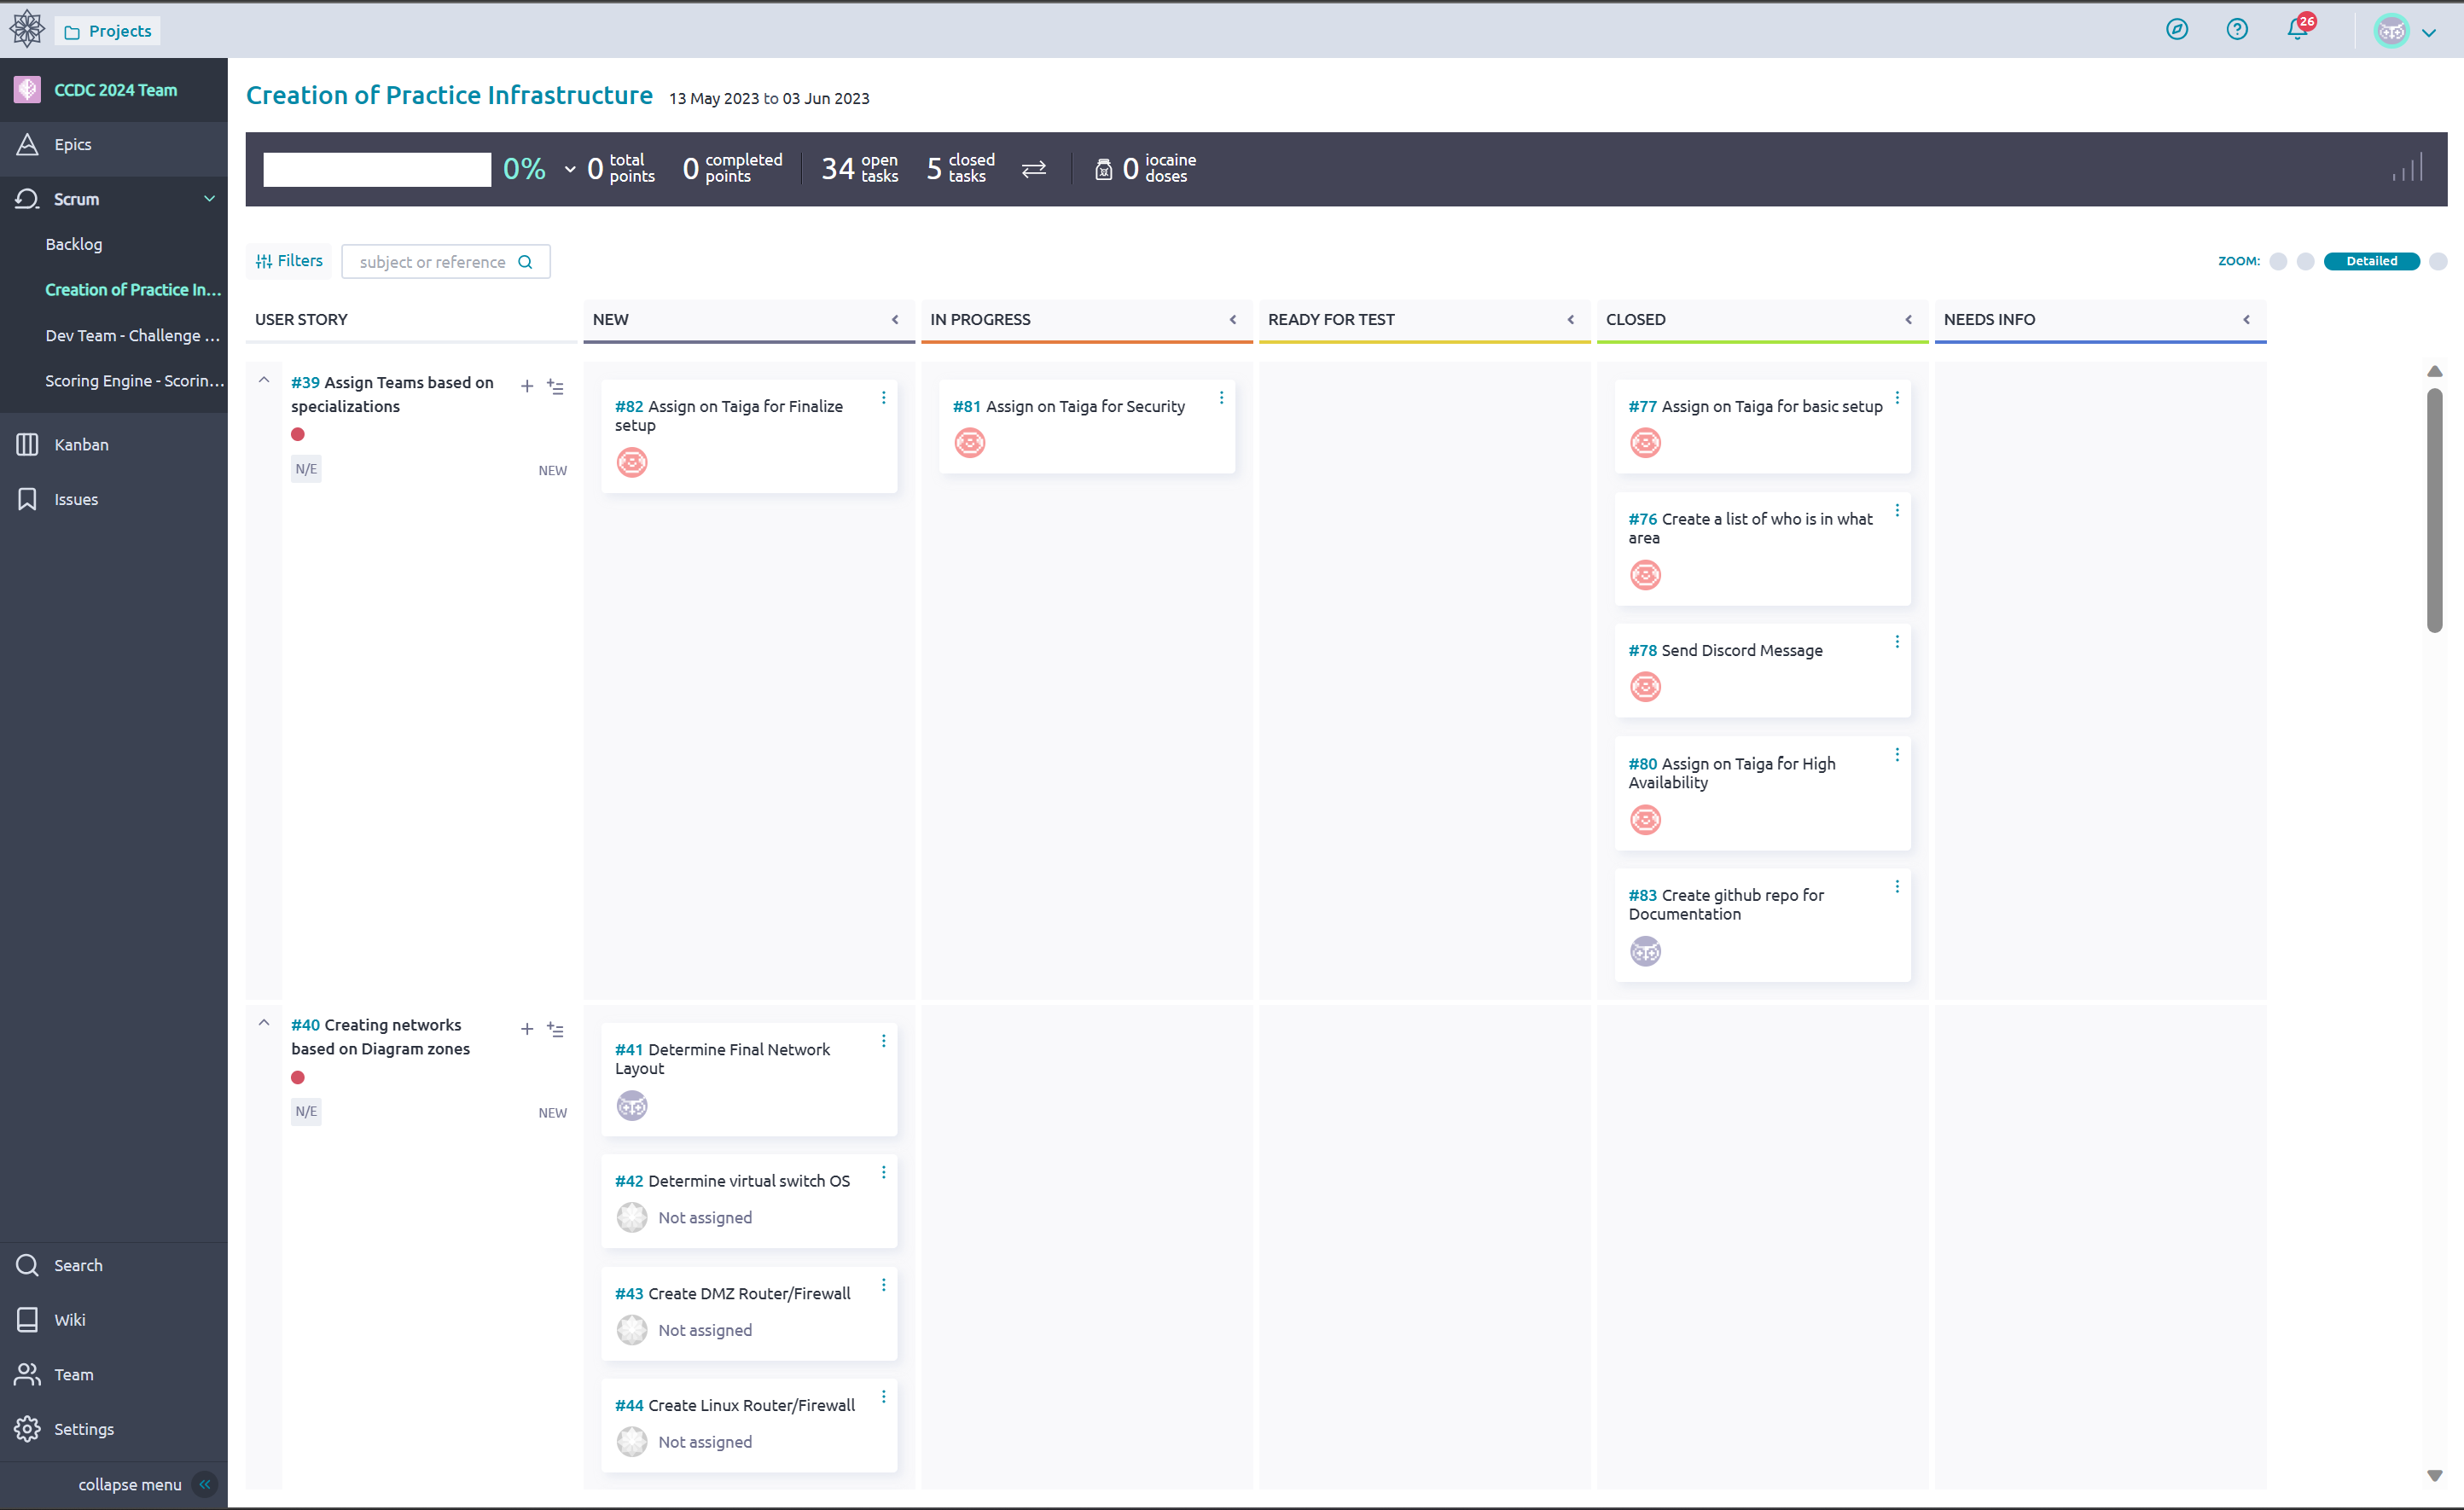 Projects
26
CCDC 2024 Team
Epics
Scrum
Backlog
Creation of Practice In...
Dev Team - Challenge ...
Scoring Engine - Scorin...
Kanban
Issues
Search
Wiki
Team
Settings
collapse menu
Creation of Practice Infrastructure 13 May 2023 to 03 Jun 2023
0% 0 total points 0 completed points 34 open tasks 5 closed tasks 0 iocaine doses
Filters subject or reference ZOOM: Detailed
USER STORY NEW IN PROGRESS READY FOR TEST CLOSED NEEDS INFO
#39 Assign Teams based on
specializations
N/E NEW
#82 Assign on Taiga for Finalize
setup
#81 Assign on Taiga for Security
#77 Assign on Taiga for basic setup
#76 Create a list of who is in what
area
#78 Send Discord Message
#80 Assign on Taiga for High
Availability
#83 Create github repo for
Documentation
#40 Creating networks
based on Diagram zones
N/E NEW
#41 Determine Final Network
Layout
#42 Determine virtual switch OS
Not assigned
#43 Create DMZ Router/Firewall
Not assigned
#44 Create Linux Router/Firewall
Not assigned